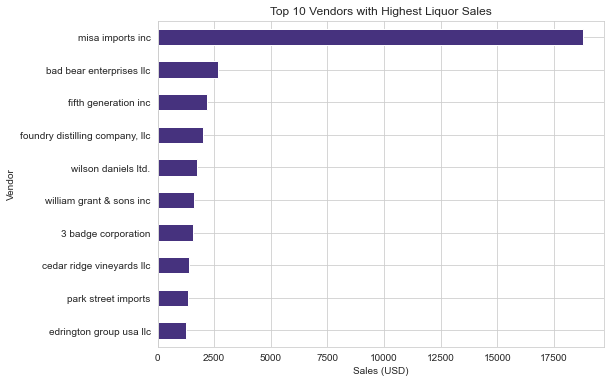 Top 10 Vendors with Highest Liquor Sales
misa imports inc
bad bear enterprises llc
fifth generation inc
foundry distilling company, llc
wilson daniels ltd.
william grant & sons inc
3 badge corporation
cedar ridge vineyards llc
park street imports
edrington group usa llc
Vendor
0 2500 5000 7500 10000 12500 15000 17500
Sales (USD)